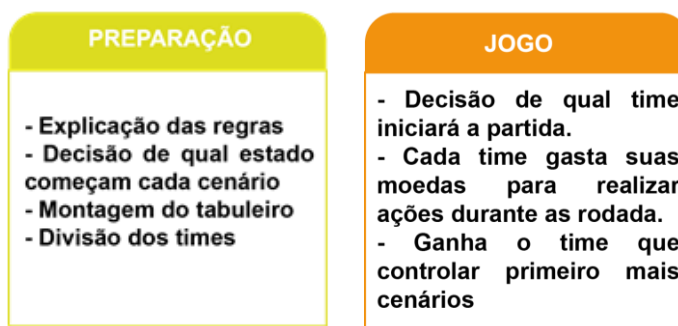 PREPARAÇÃO
- Explicação das regras
- Decisão de qual estado
começam cada cenário
- Montagem do tabuleiro
- Divisão dos times
JOGO
- Decisão de qual time
iniciará a partida.
- Cada time gasta suas
moedas para realizar
ações durante as rodada.
- Ganha o time que
controlar primeiro mais
cenários